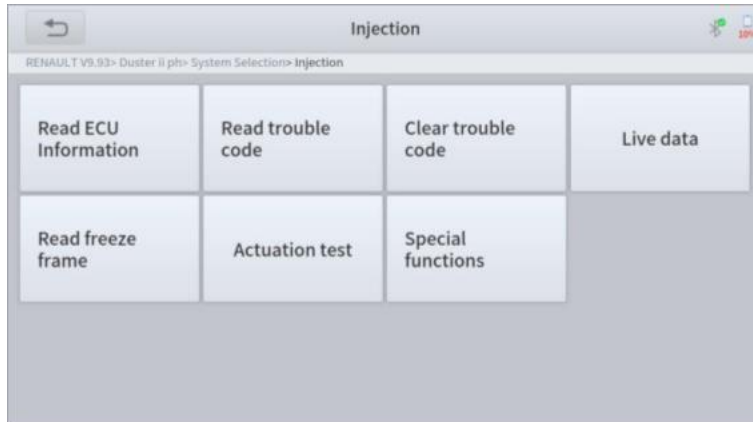 Injection
10%
RENAULT V9.93> Duster ii ph> System Selection> Injection
Read ECU
Information
Read trouble
code
Clear trouble
code
Live data
Read freeze
frame
Actuation test
Special
functions